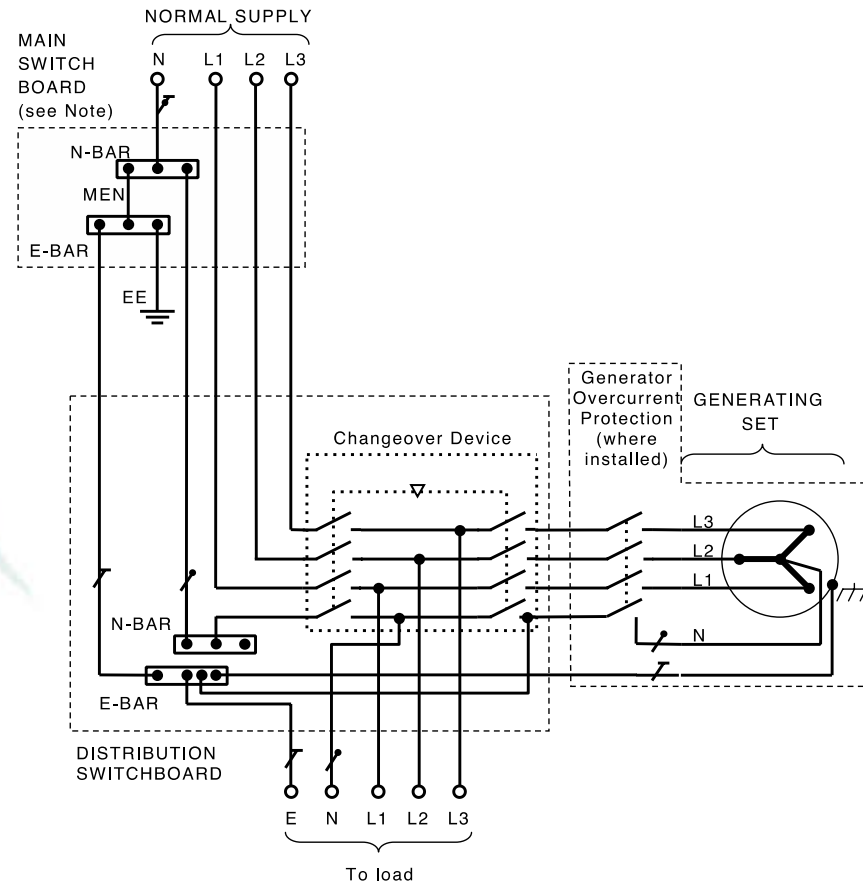 NORMAL SUPPLY
MAIN
SWITCH
BOARD
(see Note)
N L1 L2 L3
N-BAR
MEN
E-BAR
EE
Generator
Overcurrent
Protection
(where
installed)
GENERATING
SET
Changeover Device
L3
L2
L1
N
N-BAR
E-BAR
DISTRIBUTION
SWITCHBOARD
E N L1 L2 L3
To load